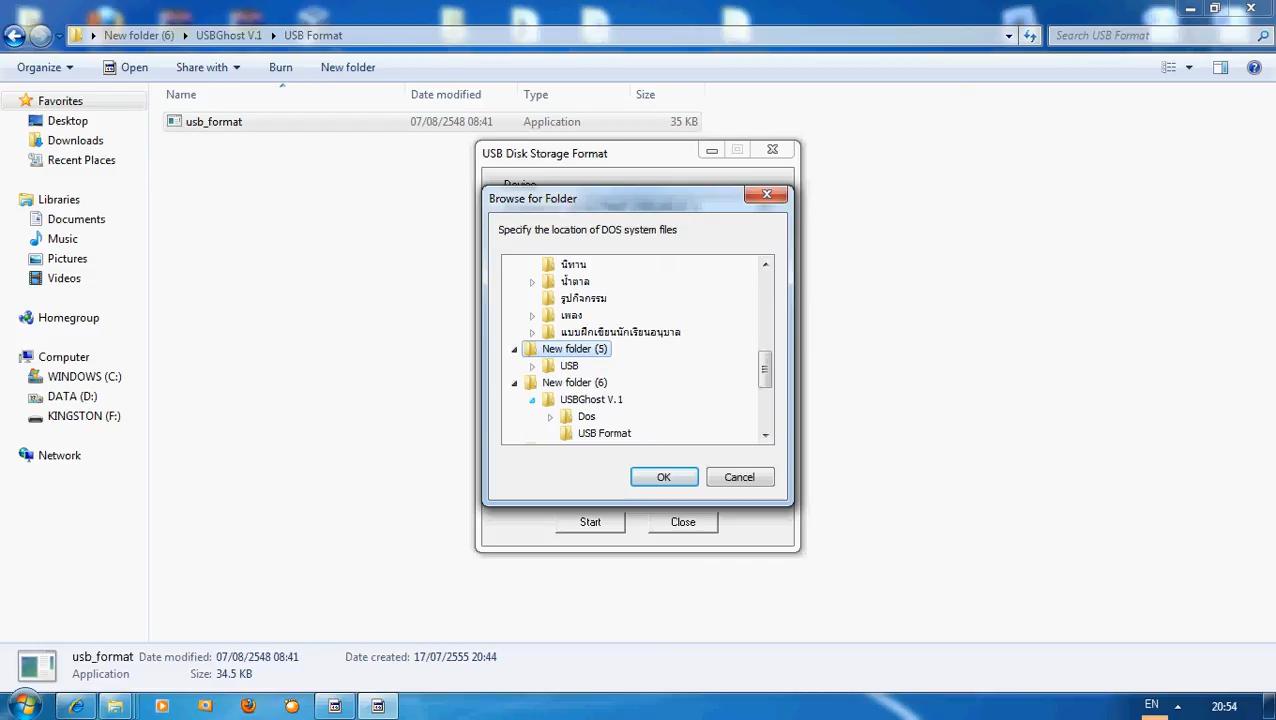 New folder (6) USBGhost V.1 USB Format Search USB Format
Organize Open Share with Burn New folder
Name Date modified Type Size
usb_format 07/08/2548 08:41 Application 35 KB
Favorites
Desktop
Downloads
Recent Places
Libraries
Documents
Music
Pictures
Videos
Homegroup
Computer
WINDOWS (C:)
DATA (D:)
KINGSTON (F:)
Network
USB Disk Storage Format
Device
Browse for Folder
Specify the location of DOS system files
นิทาน
น้ำตาล
รูปกิจกรรม
เพลง
แบบฝึกเขียนนักเรียนอนุบาล
New folder (5)
USB
New folder (6)
USBGhost V.1
Dos
USB Format
OK Cancel
Start Close
usb_format Date modified: 07/08/2548 08:41 Date created: 17/07/2555 20:44
Application Size: 34.5 KB
EN 20:54